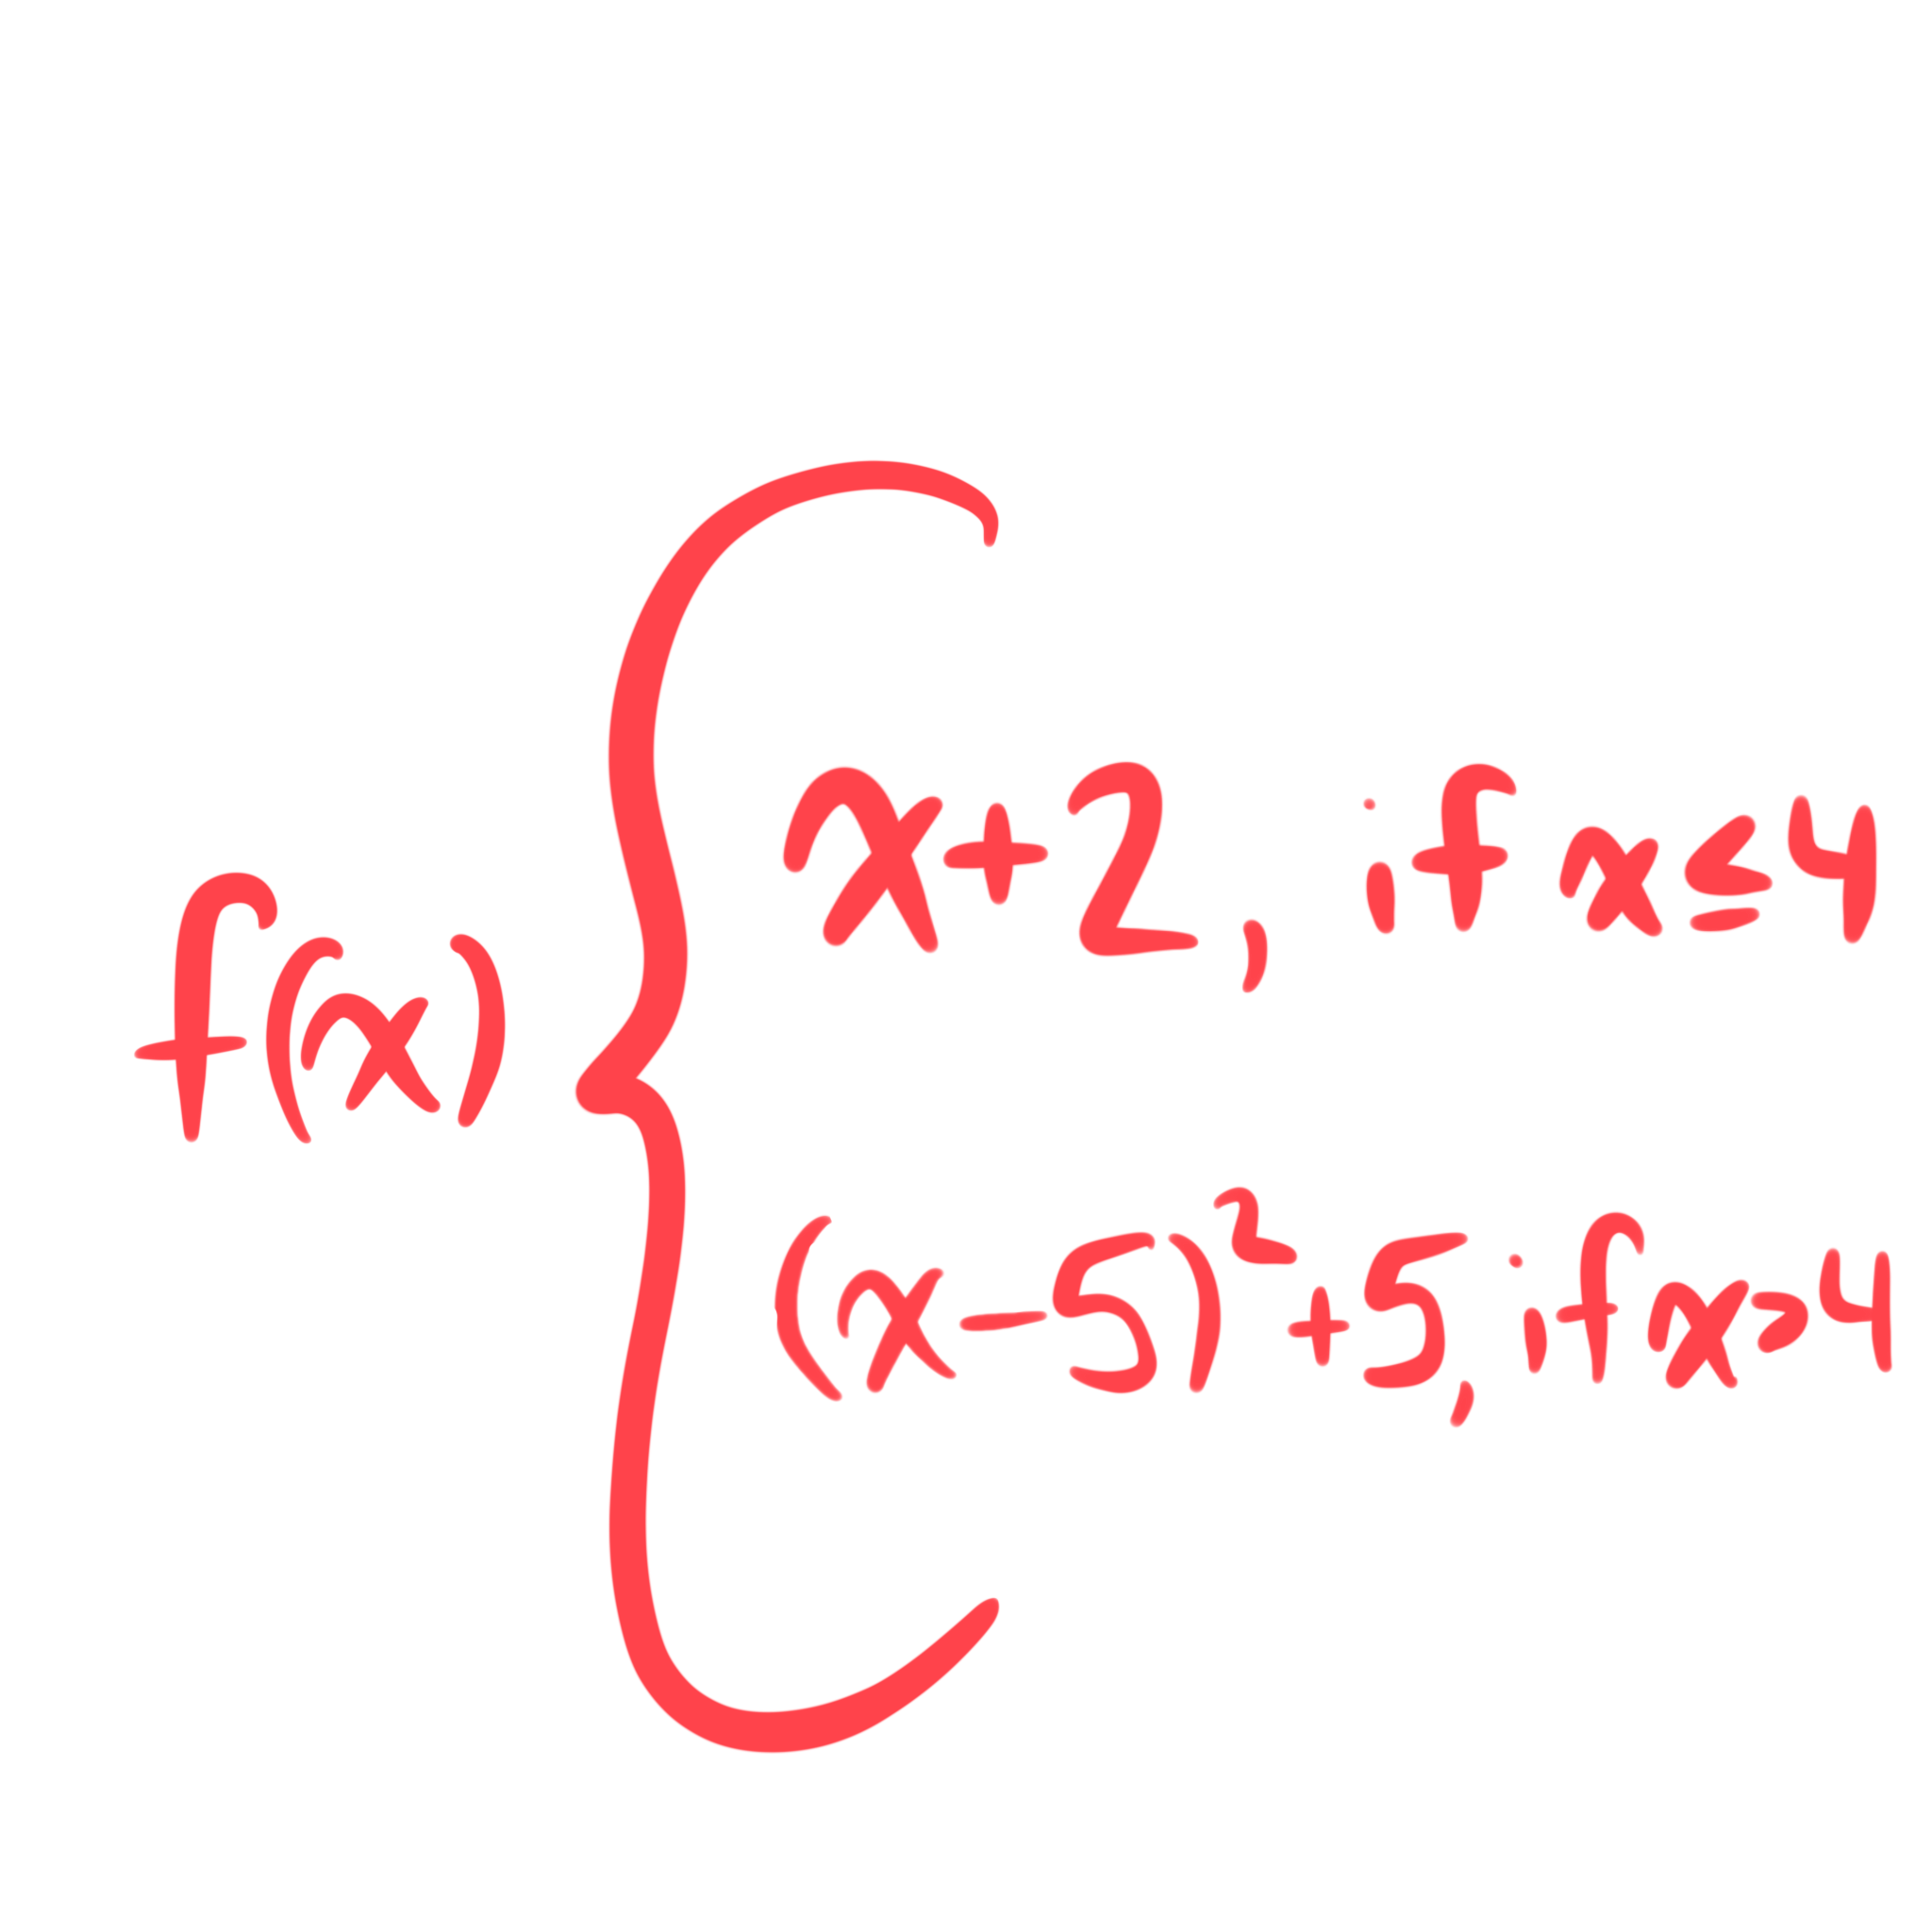 f(x) { x+2, if x≤4
(x-5)²+5, if x>4